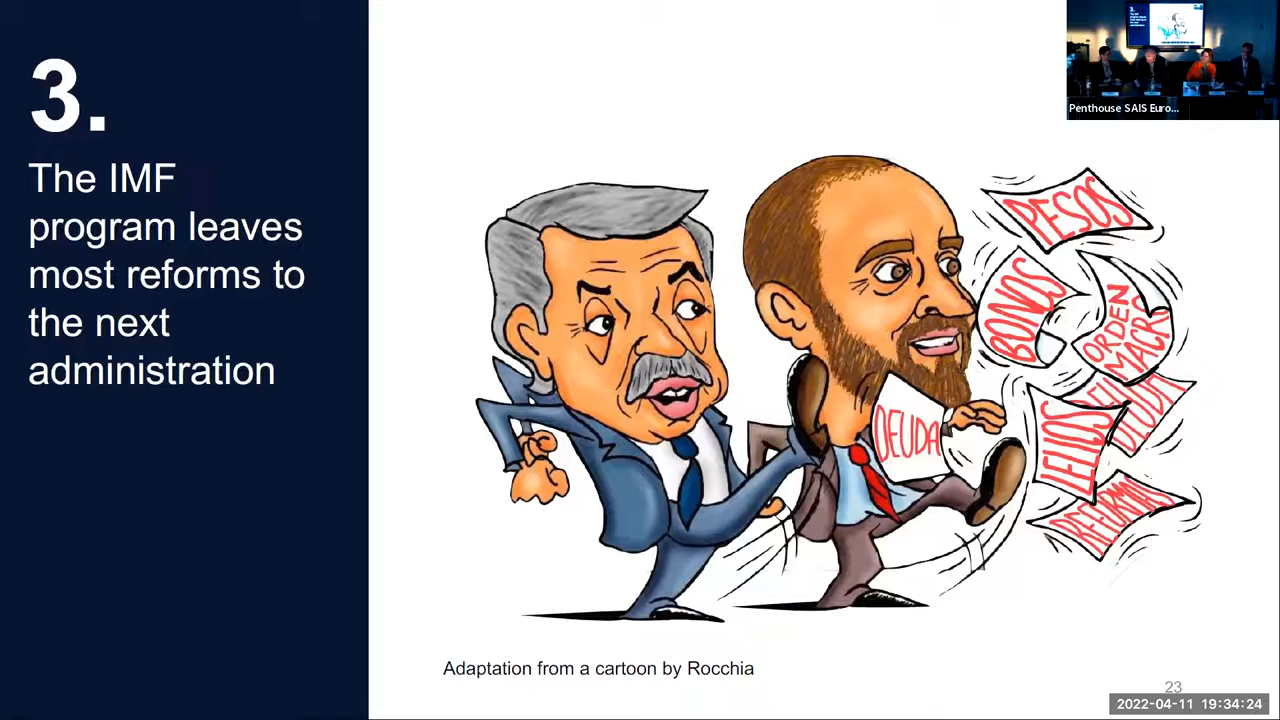 3.
The IMF
program leaves
most reforms to
the next
administration
Penthouse SAIS Euro...
PESOS
BONOS
ORDEN
MACRO
DEUDA
LELIOS
DEUDA
REFORMAS
Adaptation from a cartoon by Rocchia
23
2022-04-11 19:34:24